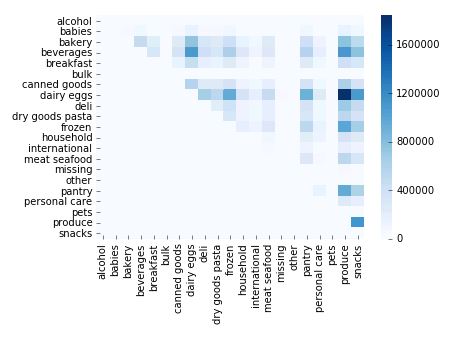 alcohol
babies
bakery
beverages
breakfast
bulk
canned goods
dairy eggs
deli
dry goods pasta
frozen
household
international
meat seafood
missing
other
pantry
personal care
pets
produce
snacks
alcohol
babies
bakery
beverages
breakfast
bulk
canned goods
dairy eggs
deli
dry goods pasta
frozen
household
international
meat seafood
missing
other
pantry
personal care
pets
produce
snacks
1600000
1200000
800000
400000
0